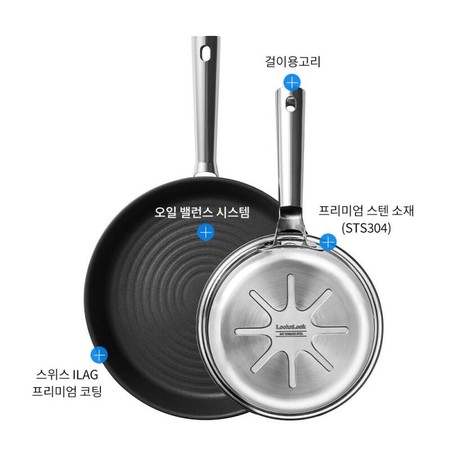 걸이용고리
오일 밸런스 시스템
프리미엄 스텐 소재
(STS304)
스위스 ILAG
프리미엄 코팅